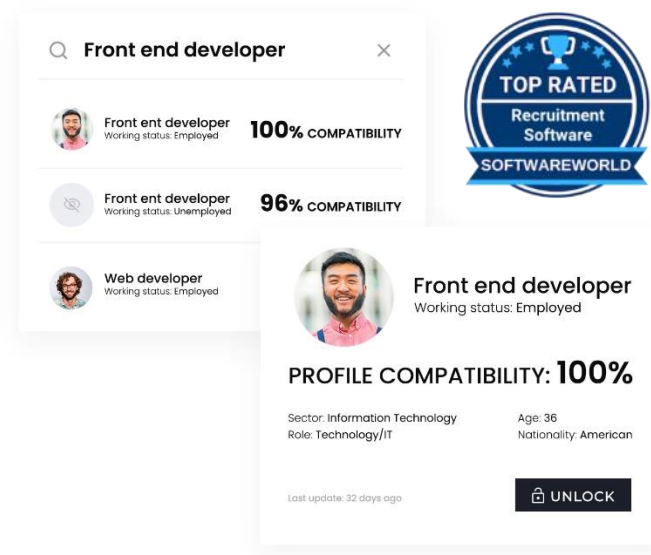 Front end developer
Front ent developer
Working status: Employed
100% COMPATIBILITY
Front ent developer
Working status: Unemployed
96% COMPATIBILITY
Web developer
Working status: Employed
TOP RATED
Recruitment
Software
SOFTWAREWORLD
Front end developer
Working status: Employed
PROFILE COMPATIBILITY: 100%
Sector: Information Technology
Role: Technology/IT
Age: 36
Nationality: American
Last update: 32 days ago
UNLOCK